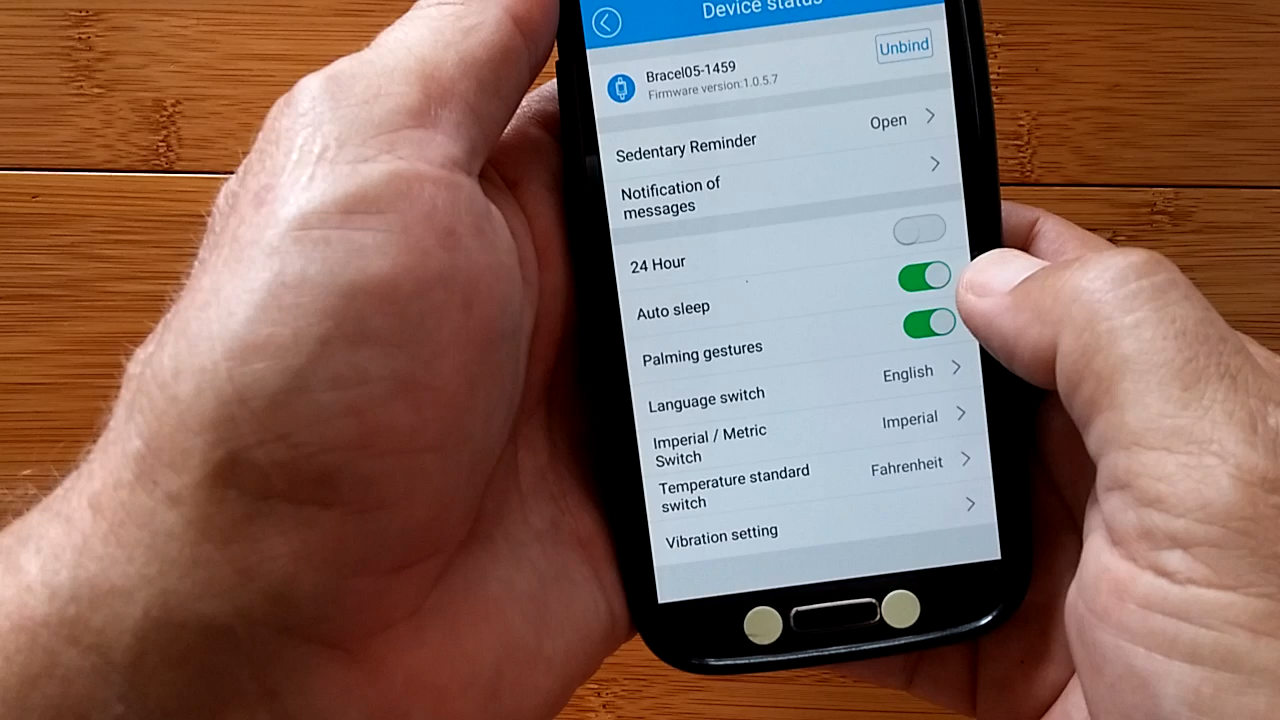 Device status
Bracel05-1459
Unbind
Firmware version:1.0.5.7
Sedentary Reminder
Open
Notification of
messages
24 Hour
Auto sleep
Palming gestures
Language switch
English
Imperial / Metric
Switch
Imperial
Temperature standard
switch
Fahrenheit
Vibration setting